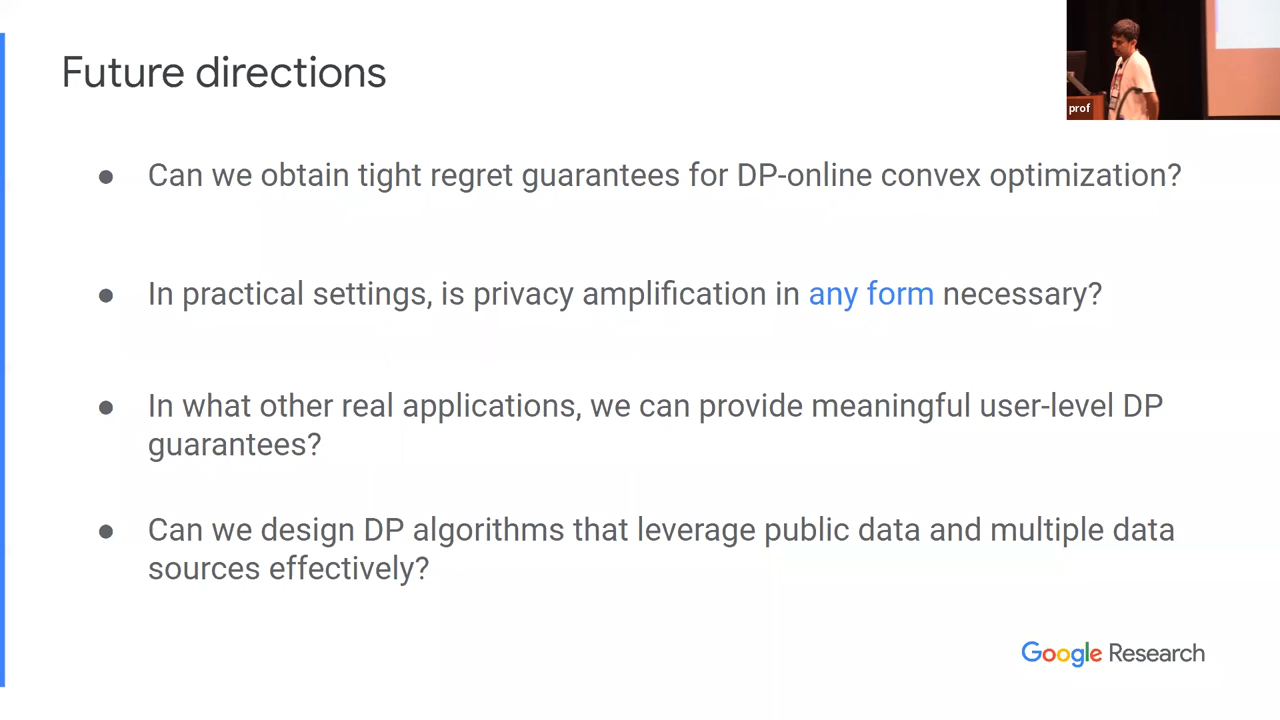 Future directions
prof
● Can we obtain tight regret guarantees for DP-online convex optimization?
● In practical settings, is privacy amplification in any form necessary?
● In what other real applications, we can provide meaningful user-level DP
guarantees?
● Can we design DP algorithms that leverage public data and multiple data
sources effectively?
Google Research